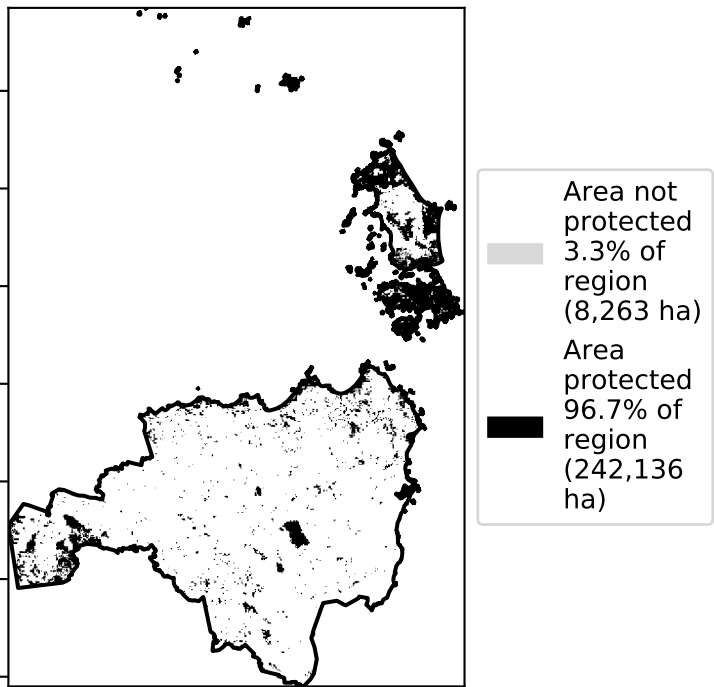 Area not
protected
3.3% of
region
(8,263 ha)
Area
protected
96.7% of
region
(242,136
ha)